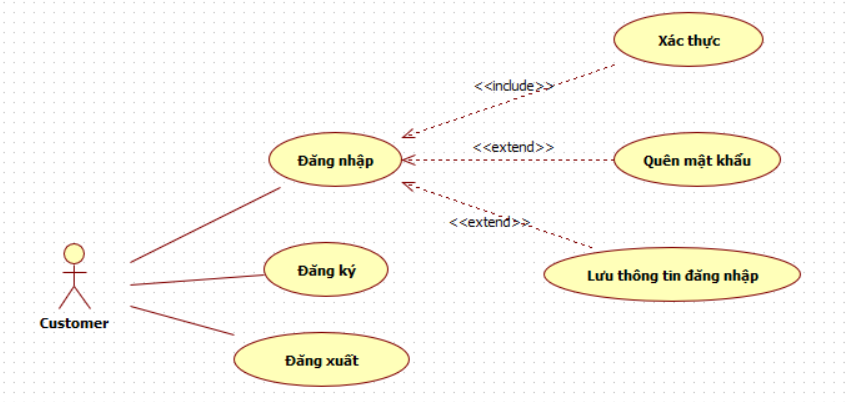 Xác thực
<<include>>
<<extend>>
Đăng nhập
Quên mật khẩu
<<extend>>
Đăng ký
Lưu thông tin đăng nhập
Customer
Đăng xuất